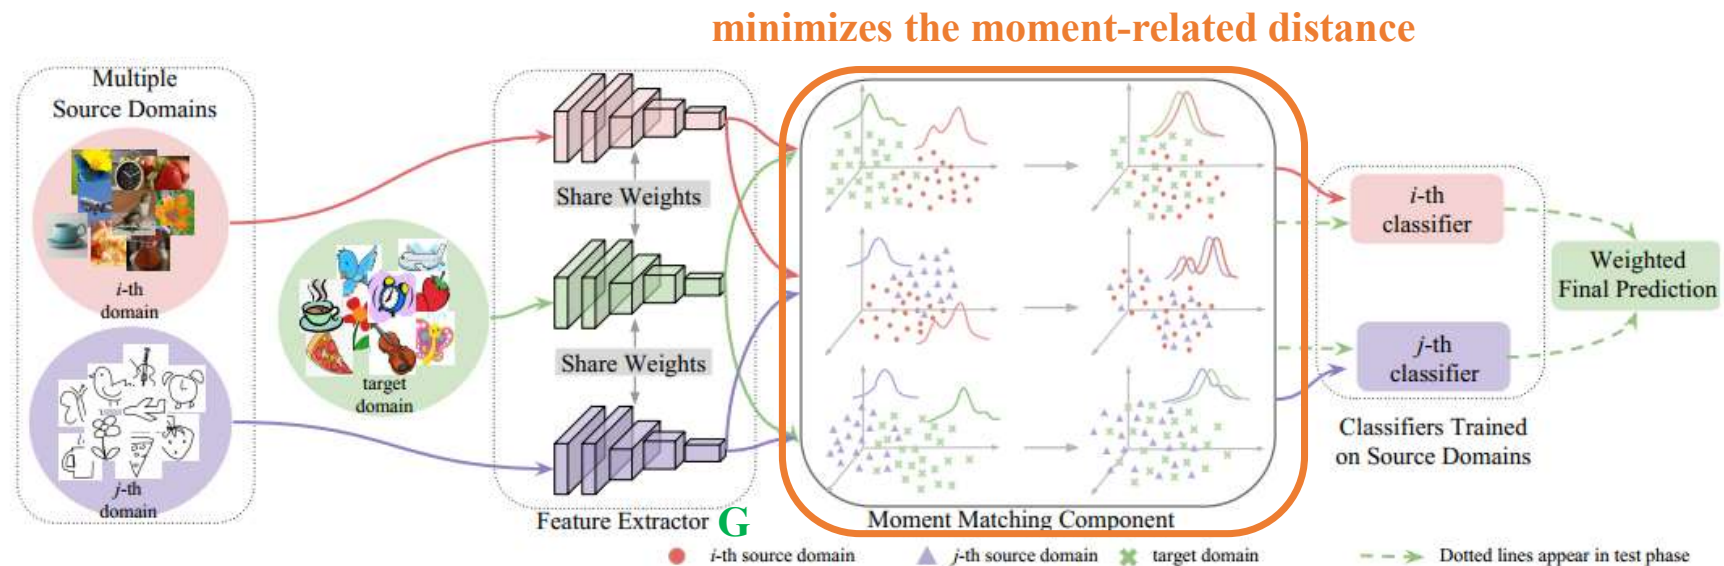 minimizes the moment-related distance
Multiple
Source Domains
i-th
domain
j-th
domain
target
domain
Share Weights
Share Weights
Feature Extractor G
Moment Matching Component
i-th
classifier
j-th
classifier
Classifiers Trained
on Source Domains
Weighted
Final Prediction
i-th source domain
j-th source domain
target domain
Dotted lines appear in test phase